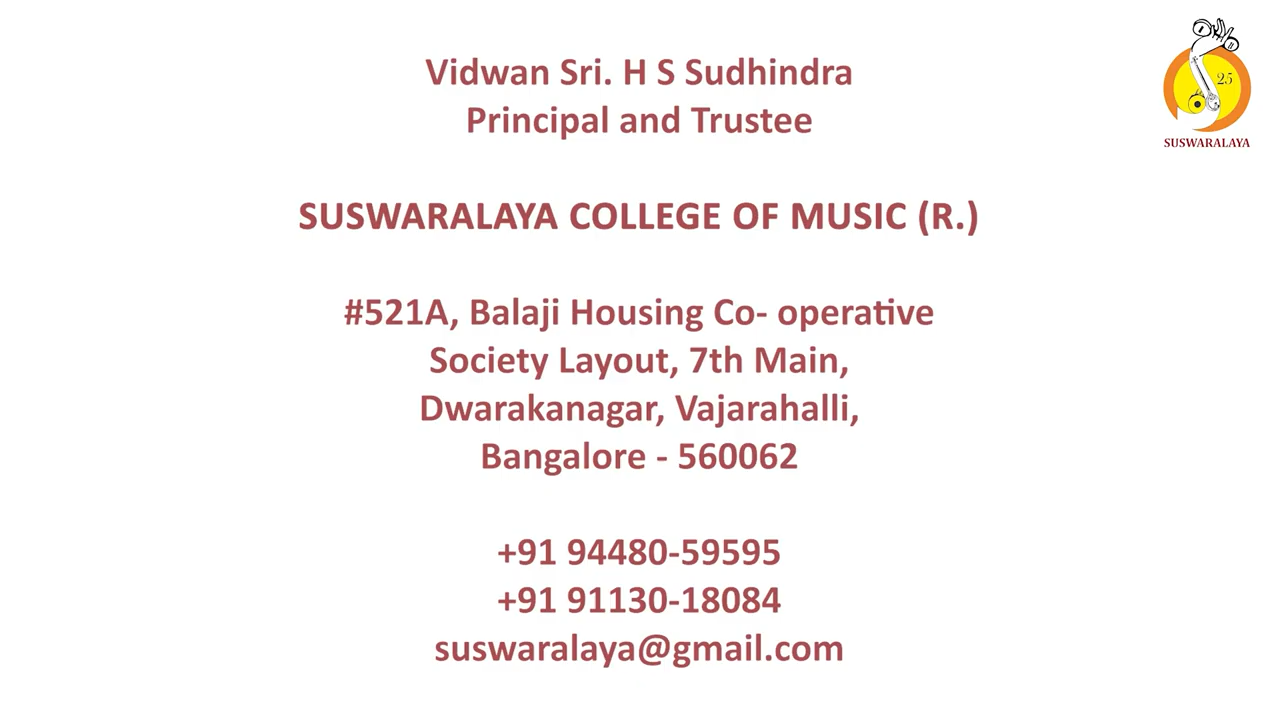 Vidwan Sri. H S Sudhindra
Principal and Trustee
SUSWARALAYA COLLEGE OF MUSIC (R.)
#521A, Balaji Housing Co- operative
Society Layout, 7th Main,
Dwarakanagar, Vajarahalli,
Bangalore - 560062
+91 94480-59595
+91 91130-18084
suswaralaya@gmail.com
25
SUSWARALAYA